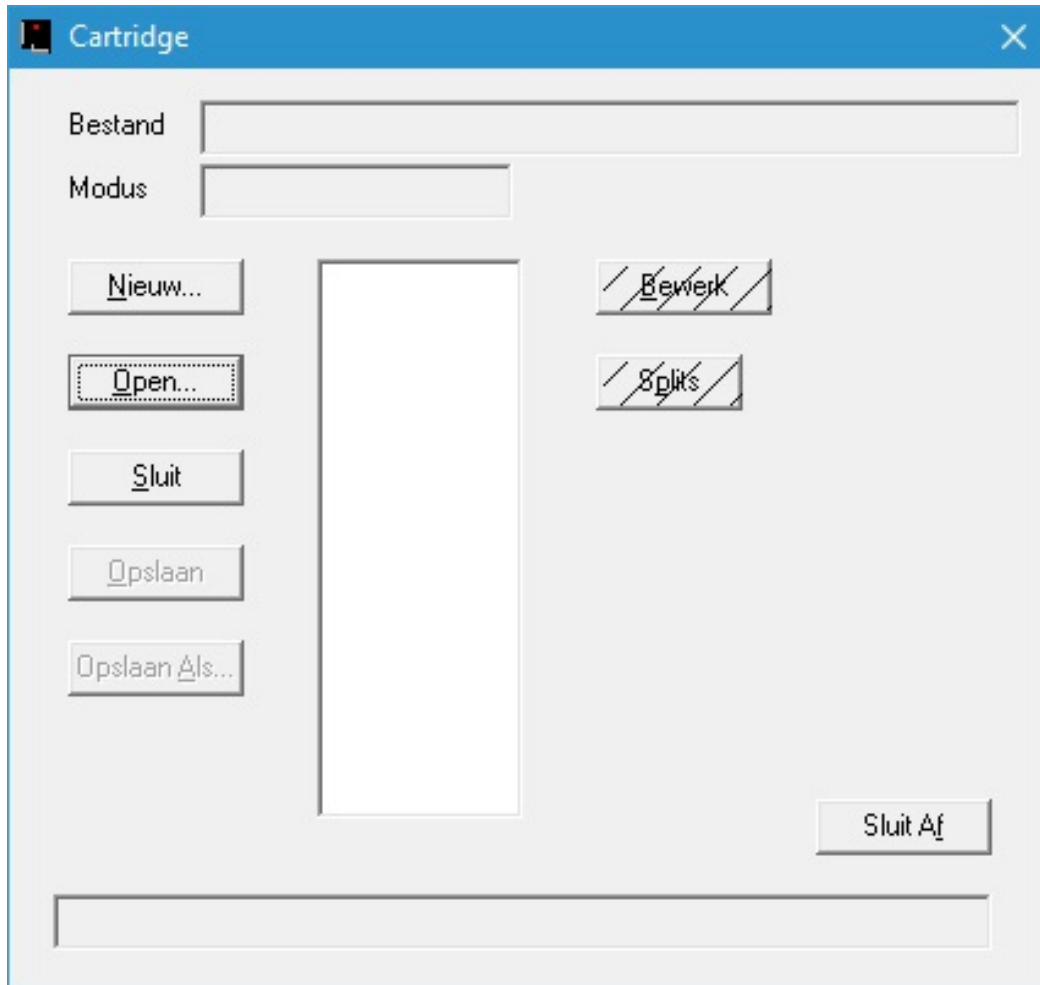 Cartridge
Bestand
Modus
Nieuw...
Bewerk
Open...
Splits
Sluit
Opslaan
Opslaan Als...
Sluit Af